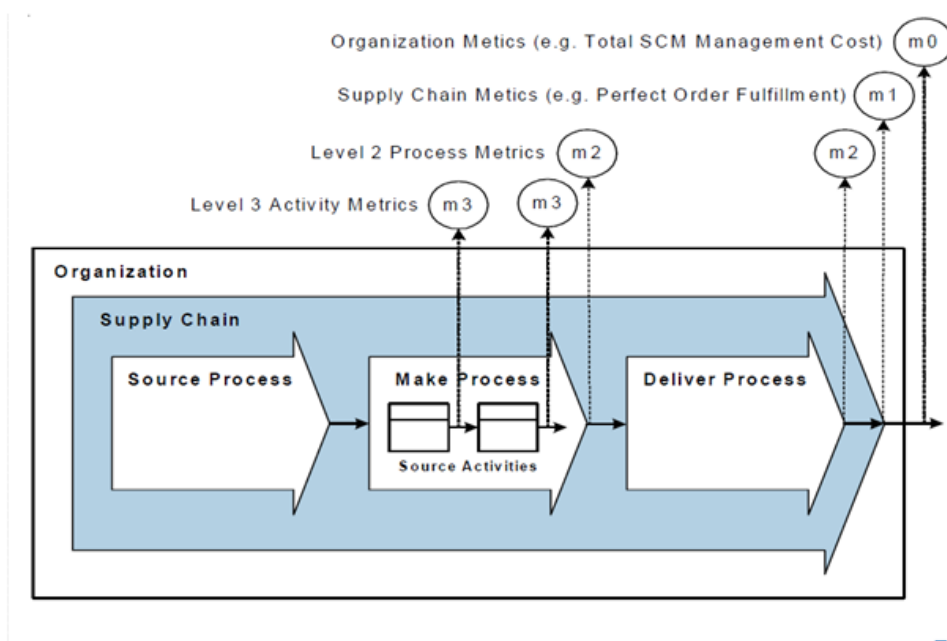 Organization Metics (e.g. Total SCM Management Cost) m0
Supply Chain Metics (e.g. Perfect Order Fulfillment) m1
Level 2 Process Metrics m2 m2
Level 3 Activity Metrics m3 m3
Organization
Supply Chain
Source Process Make Process Deliver Process
Source Activities